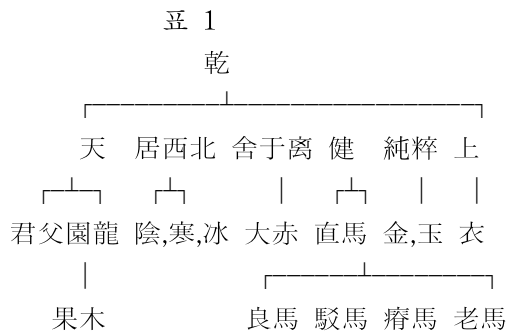 표 1
乾
天 居西北 舍于离 健 純粹 上
君父園龍 陰,寒,冰 大赤 直馬 金,玉 衣
果木 良馬 駁馬 瘠馬 老馬